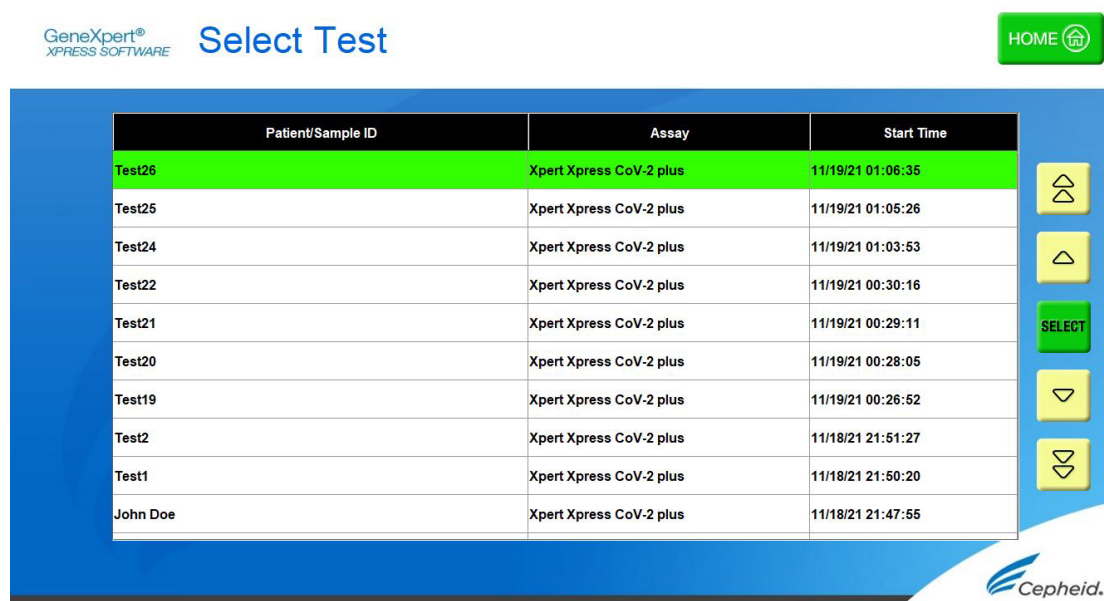 GeneXpert®
XPRESS SOFTWARE
Select Test
HOME
Patient/Sample ID Assay Start Time
Test26 Xpert Xpress CoV-2 plus 11/19/21 01:06:35
Test25 Xpert Xpress CoV-2 plus 11/19/21 01:05:26
Test24 Xpert Xpress CoV-2 plus 11/19/21 01:03:53
Test22 Xpert Xpress CoV-2 plus 11/19/21 00:30:16
Test21 Xpert Xpress CoV-2 plus 11/19/21 00:29:11
SELECT
Test20 Xpert Xpress CoV-2 plus 11/19/21 00:28:05
Test19 Xpert Xpress CoV-2 plus 11/19/21 00:26:52
Test2 Xpert Xpress CoV-2 plus 11/18/21 21:51:27
Test1 Xpert Xpress CoV-2 plus 11/18/21 21:50:20
John Doe Xpert Xpress CoV-2 plus 11/18/21 21:47:55
Cepheid.